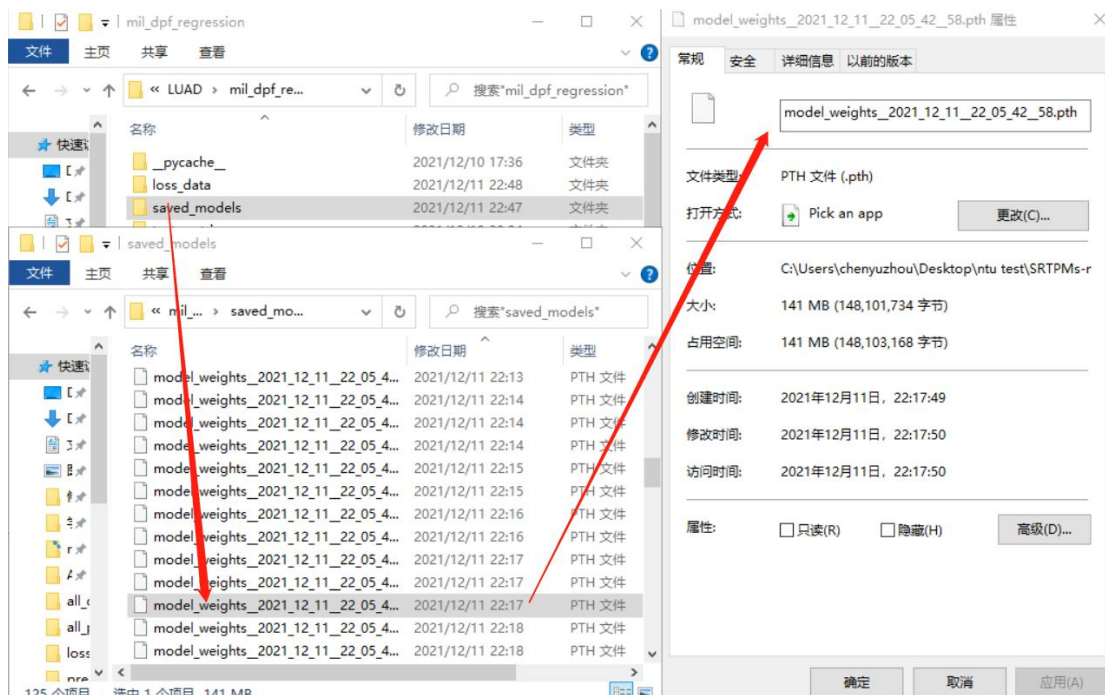 mil_dpf_regression
文件 主页 共享 查看
« LUAD › mil_dpf_re...
搜索"mil_dpf_regression"
名称 修改日期 类型
快速
__pycache__ 2021/12/10 17:36 文件夹
loss_data 2021/12/11 22:48 文件夹
saved_models 2021/12/11 22:47 文件夹
saved_models
文件 主页 共享 查看
« mil_... › saved_mo...
搜索"saved_models"
名称 修改日期 类型
快速
model_weights__2021_12_11__22_05_4... 2021/12/11 22:13 PTH 文件
model_weights__2021_12_11__22_05_4... 2021/12/11 22:14 PTH 文件
model_weights__2021_12_11__22_05_4... 2021/12/11 22:14 PTH 文件
model_weights__2021_12_11__22_05_4... 2021/12/11 22:14 PTH 文件
model_weights__2021_12_11__22_05_4... 2021/12/11 22:15 PTH 文件
model_weights__2021_12_11__22_05_4... 2021/12/11 22:15 PTH 文件
model_weights__2021_12_11__22_05_4... 2021/12/11 22:16 PTH 文件
model_weights__2021_12_11__22_05_4... 2021/12/11 22:16 PTH 文件
model_weights__2021_12_11__22_05_4... 2021/12/11 22:17 PTH 文件
model_weights__2021_12_11__22_05_4... 2021/12/11 22:17 PTH 文件
model_weights__2021_12_11__22_05_4... 2021/12/11 22:17 PTH 文件
model_weights__2021_12_11__22_05_4... 2021/12/11 22:18 PTH 文件
model_weights__2021_12_11__22_05_4... 2021/12/11 22:18 PTH 文件
all_
all_
loss
pre
125 个项目 选中 1 个项目 141 MB
model_weights__2021_12_11__22_05_42__58.pth 属性
常规 安全 详细信息 以前的版本
model_weights__2021_12_11__22_05_42__58.pth
文件类型: PTH 文件 (.pth)
打开方式: Pick an app 更改(C)...
位置: C:\Users\chenyuzhou\Desktop\ntu test\SRTPMs-r
大小: 141 MB (148,101,734 字节)
占用空间: 141 MB (148,103,168 字节)
创建时间: 2021年12月11日，22:17:49
修改时间: 2021年12月11日，22:17:50
访问时间: 2021年12月11日，22:17:50
属性: 只读(R) 隐藏(H) 高级(D)...
确定 取消 应用(A)